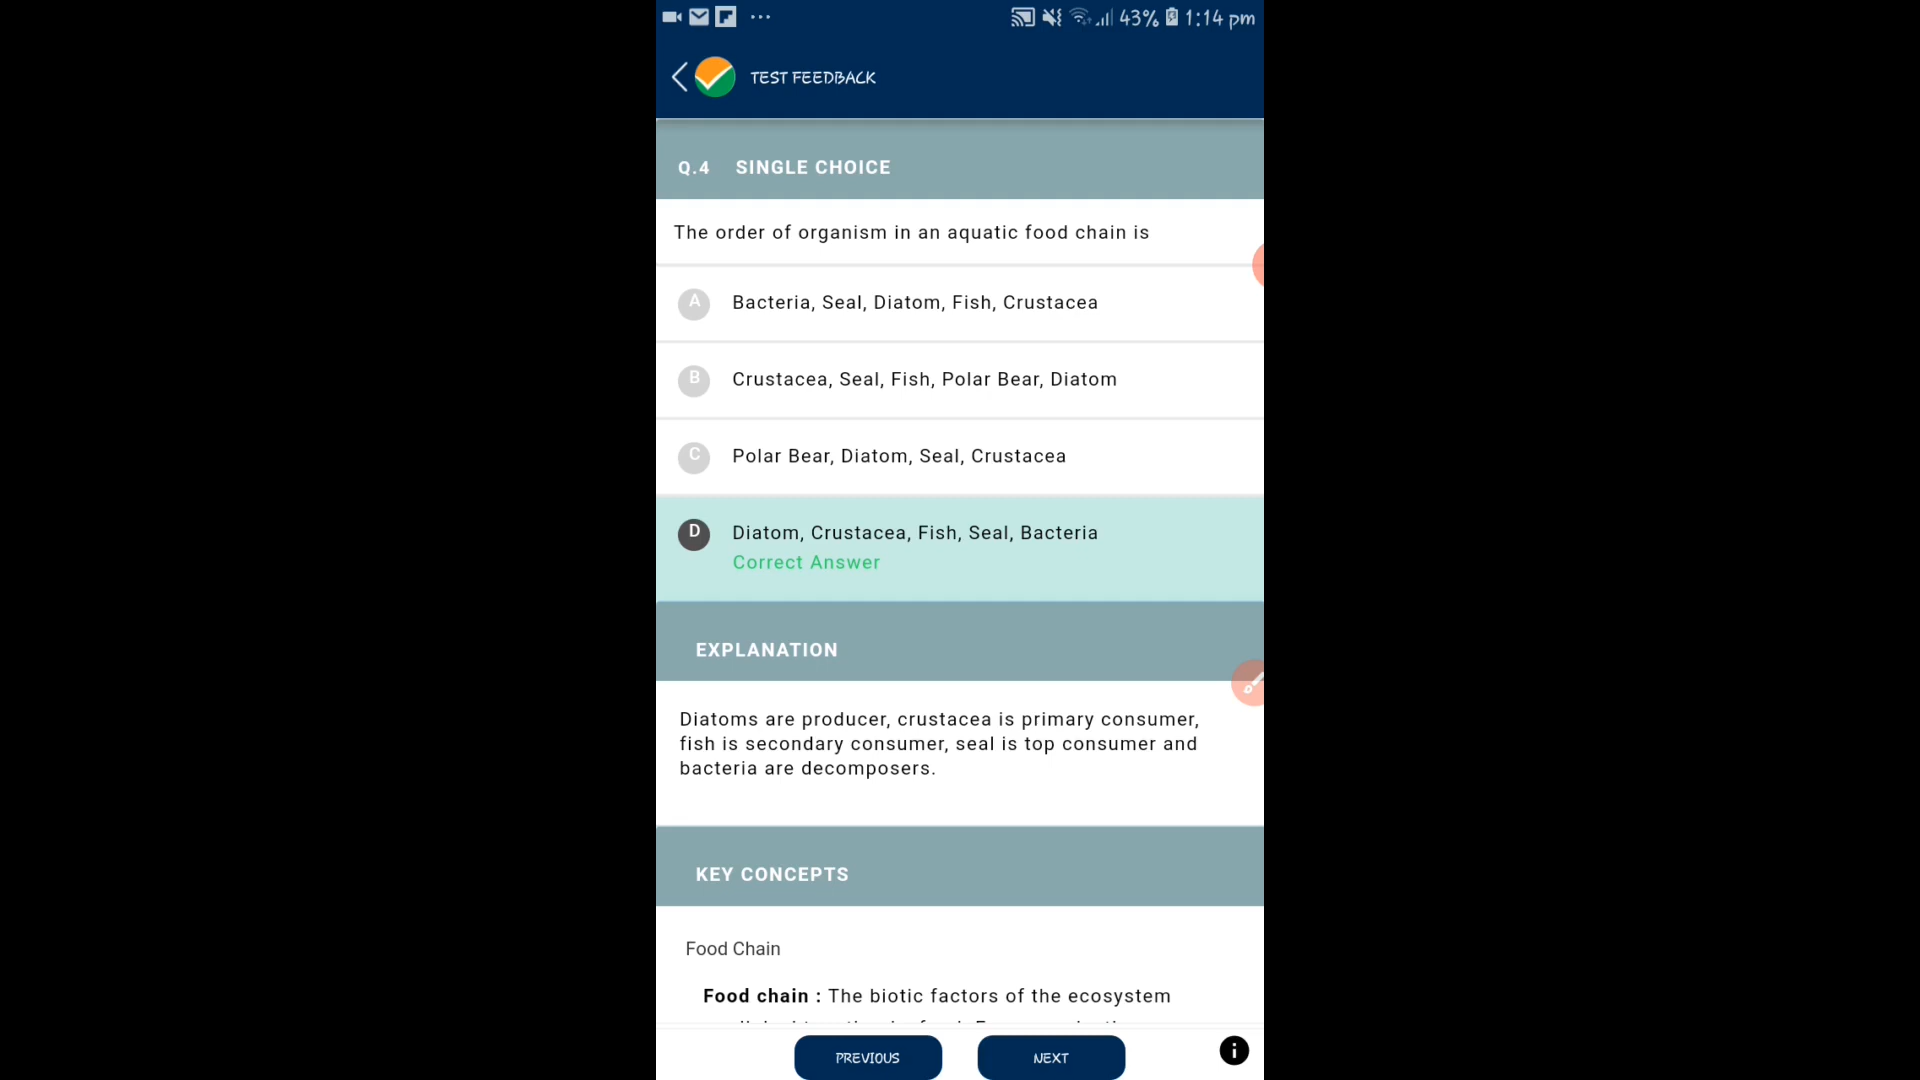 43% 1:14 pm
TEST FEEDBACK
Q.4 SINGLE CHOICE
The order of organism in an aquatic food chain is
A Bacteria, Seal, Diatom, Fish, Crustacea
B Crustacea, Seal, Fish, Polar Bear, Diatom
C Polar Bear, Diatom, Seal, Crustacea
D Diatom, Crustacea, Fish, Seal, Bacteria
Correct Answer
EXPLANATION
Diatoms are producer, crustacea is primary consumer,
fish is secondary consumer, seal is top consumer and
bacteria are decomposers.
KEY CONCEPTS
Food Chain
Food chain : The biotic factors of the ecosystem
PREVIOUS NEXT